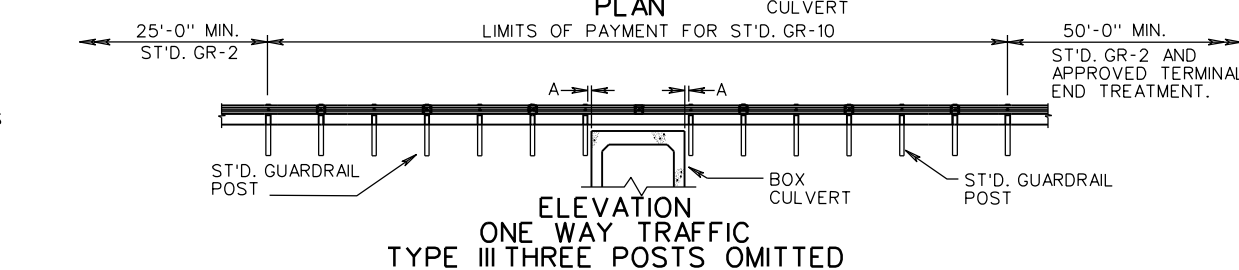 PLAN
CULVERT
25'-0" MIN.
LIMITS OF PAYMENT FOR ST'D. GR-10
50'-0" MIN.
ST'D. GR-2
ST'D. GR-2 AND
APPROVED TERMINAL
END TREATMENT.
A
A
S
ST'D. GUARDRAIL
POST
BOX
CULVERT
ST'D. GUARDRAIL
POST
ELEVATION
ONE WAY TRAFFIC
TYPE III THREE POSTS OMITTED